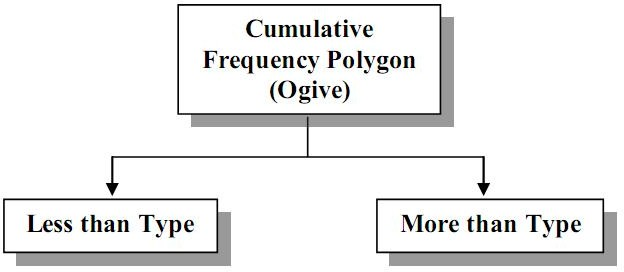 Cumulative
Frequency Polygon
(Ogive)
Less than Type
More than Type